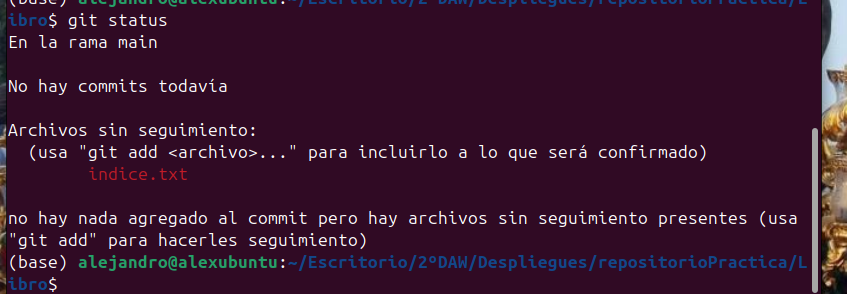 (base) alejandro@alexubuntu:~/Escritorio/2ºDAW/Despliegues/repositorioPractica/L
ibro$ git status
En la rama main
No hay commits todavía
Archivos sin seguimiento:
(usa "git add <archivo>..." para incluirlo a lo que será confirmado)
indice.txt
no hay nada agregado al commit pero hay archivos sin seguimiento presentes (usa
"git add" para hacerles seguimiento)
(base) alejandro@alexubuntu:~/Escritorio/2ºDAW/Despliegues/repositorioPractica/L
ibro$